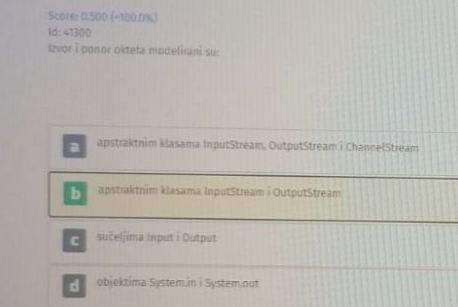 Score: 0.500 (-100.0%)
Id: 41300
Izvor i ponor okteta modelirani su:
a apstraktnim klasama InputStream, OutputStream i ChannelStream
b apstraktnim klasama InputStream i OutputStream
c sučeljima Input i Output
d objektima System.in i System.out